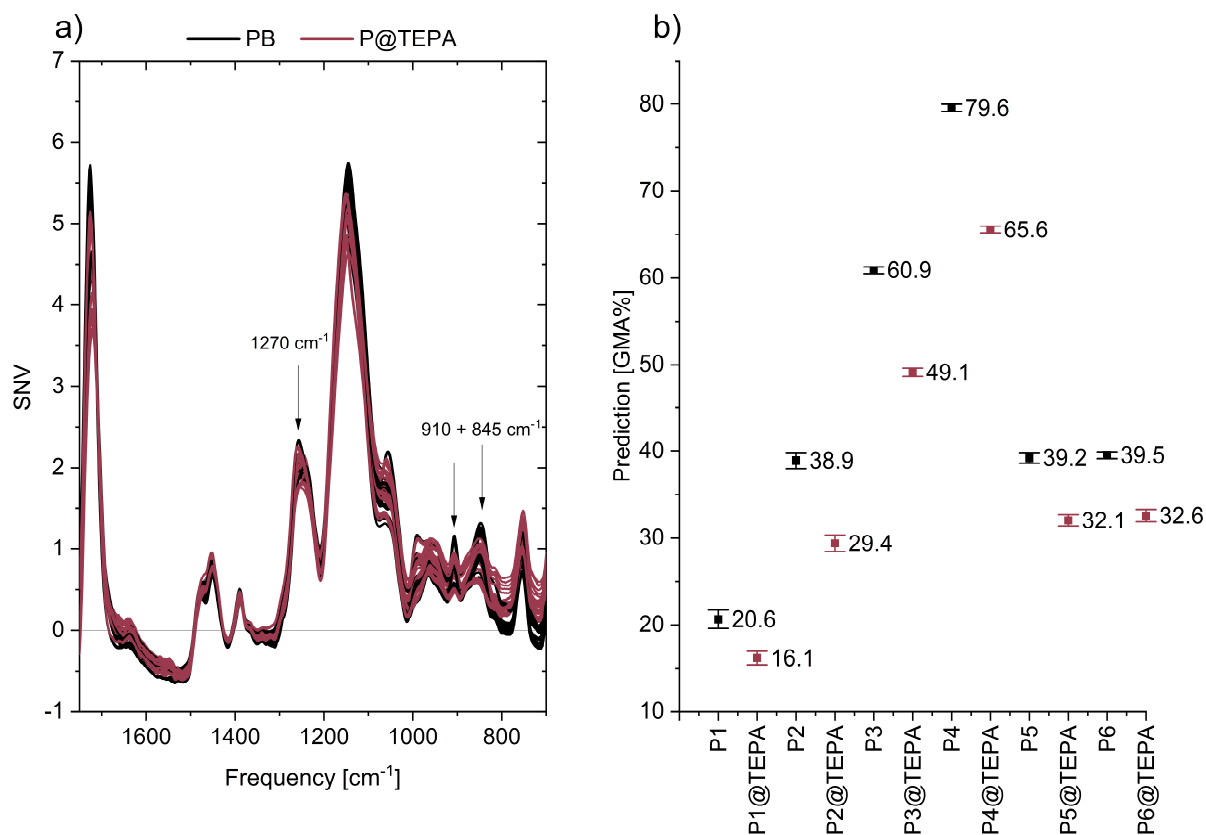 a)
PB
P@TEPA
7
6
5
4
3
2
1
0
-1
SNV
1270 cm⁻¹
910 + 845 cm⁻¹
1600
1400
1200
1000
800
Frequency [cm⁻¹]
b)
80
70
60
50
40
30
20
10
Prediction [GMA%]
20.6
16.1
38.9
29.4
60.9
49.1
79.6
65.6
39.2
32.1
39.5
32.6
P1
P1@TEPA
P2
P2@TEPA
P3
P3@TEPA
P4
P4@TEPA
P5
P5@TEPA
P6
P6@TEPA